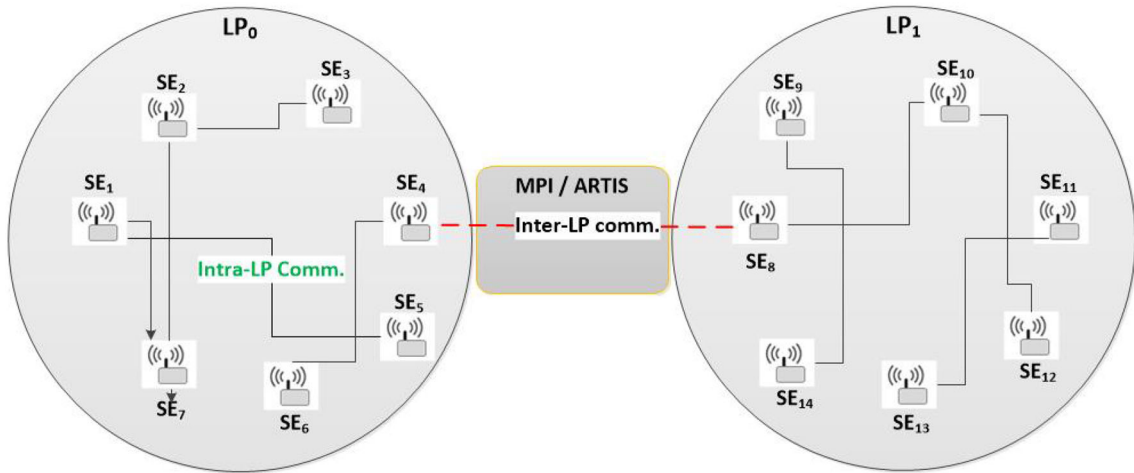 LP₀
SE₂
SE₃
SE₁
SE₄
Intra-LP Comm.
SE₅
SE₇
SE₆
MPI / ARTIS
Inter-LP comm.
LP₁
SE₉
SE₁₀
SE₁₁
SE₈
SE₁₂
SE₁₄
SE₁₃